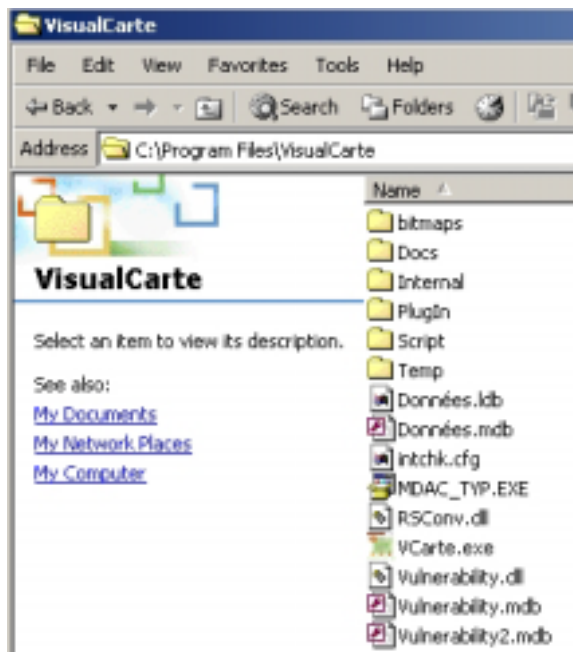 VisualCarte
File Edit View Favorites Tools Help
Back Search Folders
Address C:\Program Files\VisualCarte
VisualCarte
Select an item to view its description.
See also:
My Documents
My Network Places
My Computer
Name
bitmaps
Docs
Internal
PlugIn
Script
Temp
Données.ldb
Données.mdb
intchk.cfg
MDAC_TYP.EXE
RSConv.dll
VCarte.exe
Vulnerability.dll
Vulnerability.mdb
Vulnerability2.mdb